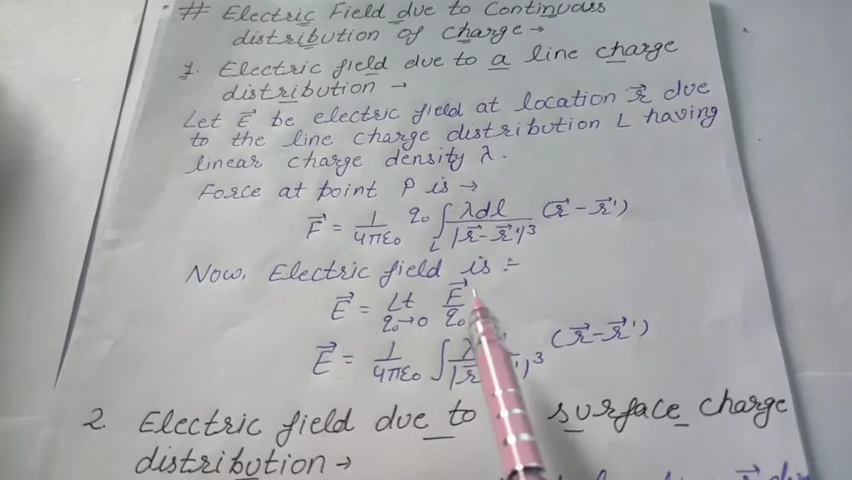 # Electric Field due to Continuous
distribution of charge→
1. Electric field due to a line charge
distribution →
Let E⃗ be electric field at location r⃗ due
to the line charge distribution L having
linear charge density λ.
Force at point P is →
F⃗ = 1/4πε₀ q₀ ∫_L λdl/|r⃗-r⃗'|³ (r⃗-r⃗')
Now, Electric field is :-
E⃗ = Lt q₀→0 F⃗/q₀
E⃗ = 1/4πε₀ ∫ λ /|r⃗ '|³ (r⃗-r⃗')
2. Electric field due to surface charge
distribution →